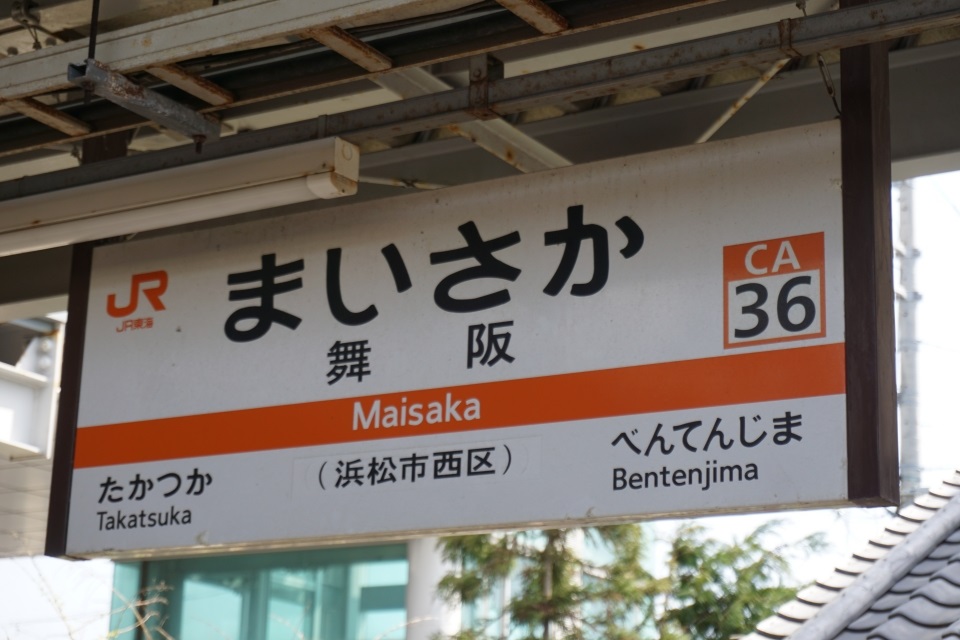 JR
JR東海
まいさか
舞 阪
CA
36
Maisaka
(浜松市西区)
たかつか
Takatsuka
べんてんじま
Bentenjima